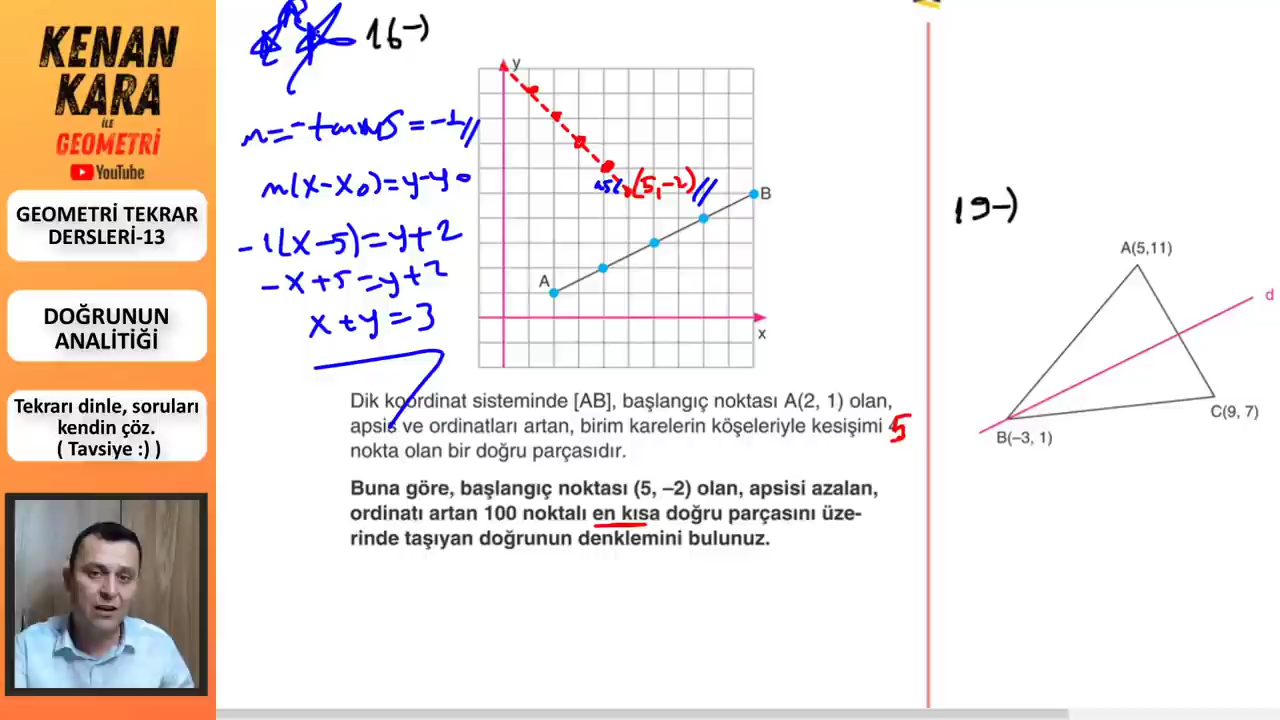 KENAN
KARA
İLE
GEOMETRİ
YouTube
GEOMETRİ TEKRAR
DERSLERİ-13
DOĞRUNUN
ANALİTİĞİ
Tekrarı dinle, soruları
kendin çöz.
( Tavsiye :) )
16-)
m=-tan45=-1//
m(x-x0)=y-y0
-1(x-5)=y+2
-x+5=y+2
x+y=3
y
45° (5,-2)//
B
A
x
Dik koordinat sisteminde [AB], başlangıç noktası A(2, 1) olan,
apsis ve ordinatları artan, birim karelerin köşeleriyle kesişimi 5
nokta olan bir doğru parçasıdır.
Buna göre, başlangıç noktası (5, –2) olan, apsisi azalan,
ordinatı artan 100 noktalı en kısa doğru parçasını üze-
rinde taşıyan doğrunun denklemini bulunuz.
19-)
A(5,11)
d
C(9, 7)
B(–3, 1)